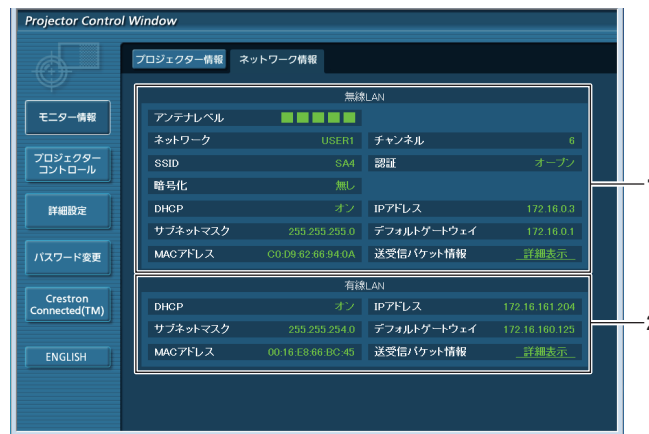 Projector Control Window
プロジェクター情報 ネットワーク情報
モニター情報
プロジェクター
コントロール
詳細設定
パスワード変更
Crestron
Connected(TM)
ENGLISH
無線LAN
アンテナレベル
ネットワーク USER1 チャンネル 6
SSID SA4 認証 オープン
暗号化 無し
DHCP オン IPアドレス 172.16.0.3
サブネットマスク 255.255.255.0 デフォルトゲートウェイ 172.16.0.1
MACアドレス C0:D9:62:66:94:0A 送受信パケット情報 詳細表示
1
有線LAN
DHCP オン IPアドレス 172.16.161.204
サブネットマスク 255.255.254.0 デフォルトゲートウェイ 172.16.160.125
MACアドレス 00:16:E8:66:BC:45 送受信パケット情報 詳細表示
2